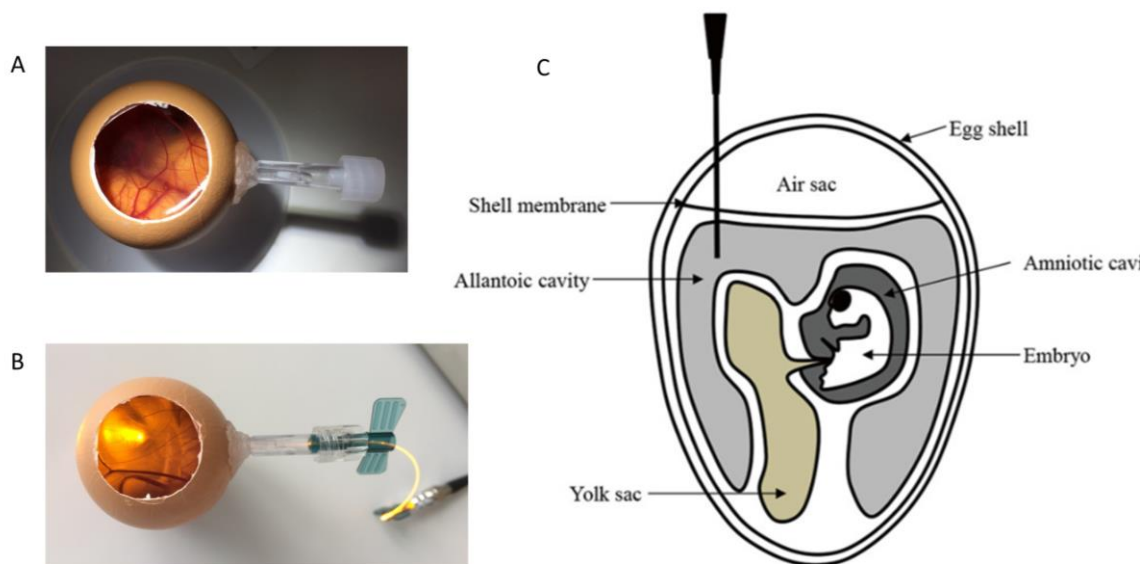 A
B
C
Egg shell
Air sac
Shell membrane
Allantoic cavity
Amniotic cavi
Embryo
Yolk sac